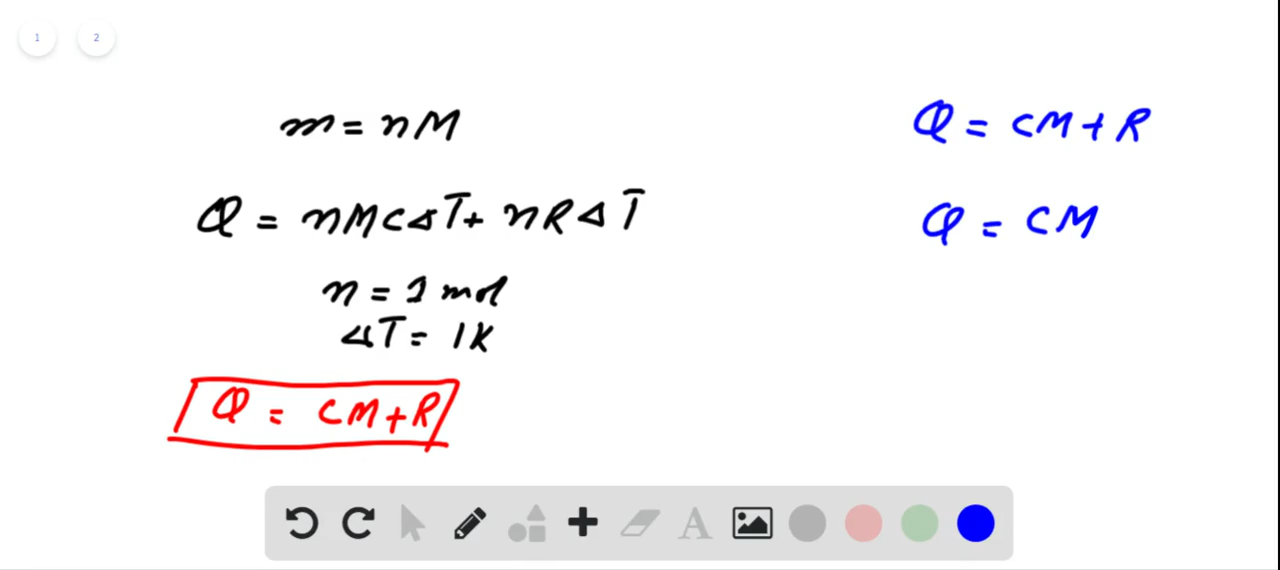 1 2
m = nM
Q = nMCΔT + nRΔT
n = 1 mol
ΔT = 1K
Q = CM + R
Q = CM + R
Q = CM
A